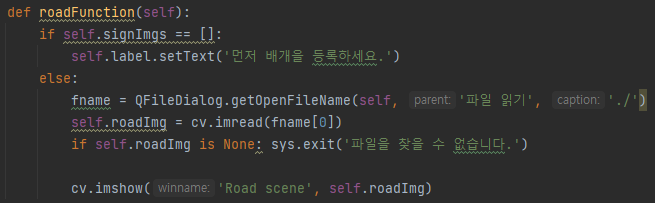 def roadFunction(self):
if self.signImgs == []:
self.label.setText('먼저 배개을 등록하세요.')
else:
fname = QFileDialog.getOpenFileName(self, parent: '파일 읽기', caption: './')
self.roadImg = cv.imread(fname[0])
if self.roadImg is None: sys.exit('파일을 찾을 수 없습니다.')
cv.imshow(winname: 'Road scene', self.roadImg)